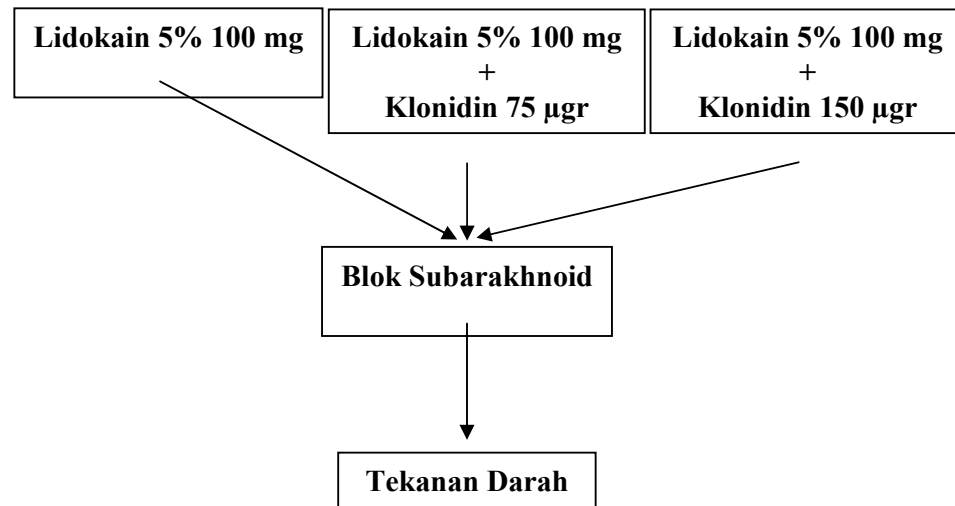 Lidokain 5% 100 mg
Lidokain 5% 100 mg
+
Klonidin 75 µgr
Lidokain 5% 100 mg
+
Klonidin 150 µgr
Blok Subarakhnoid
Tekanan Darah